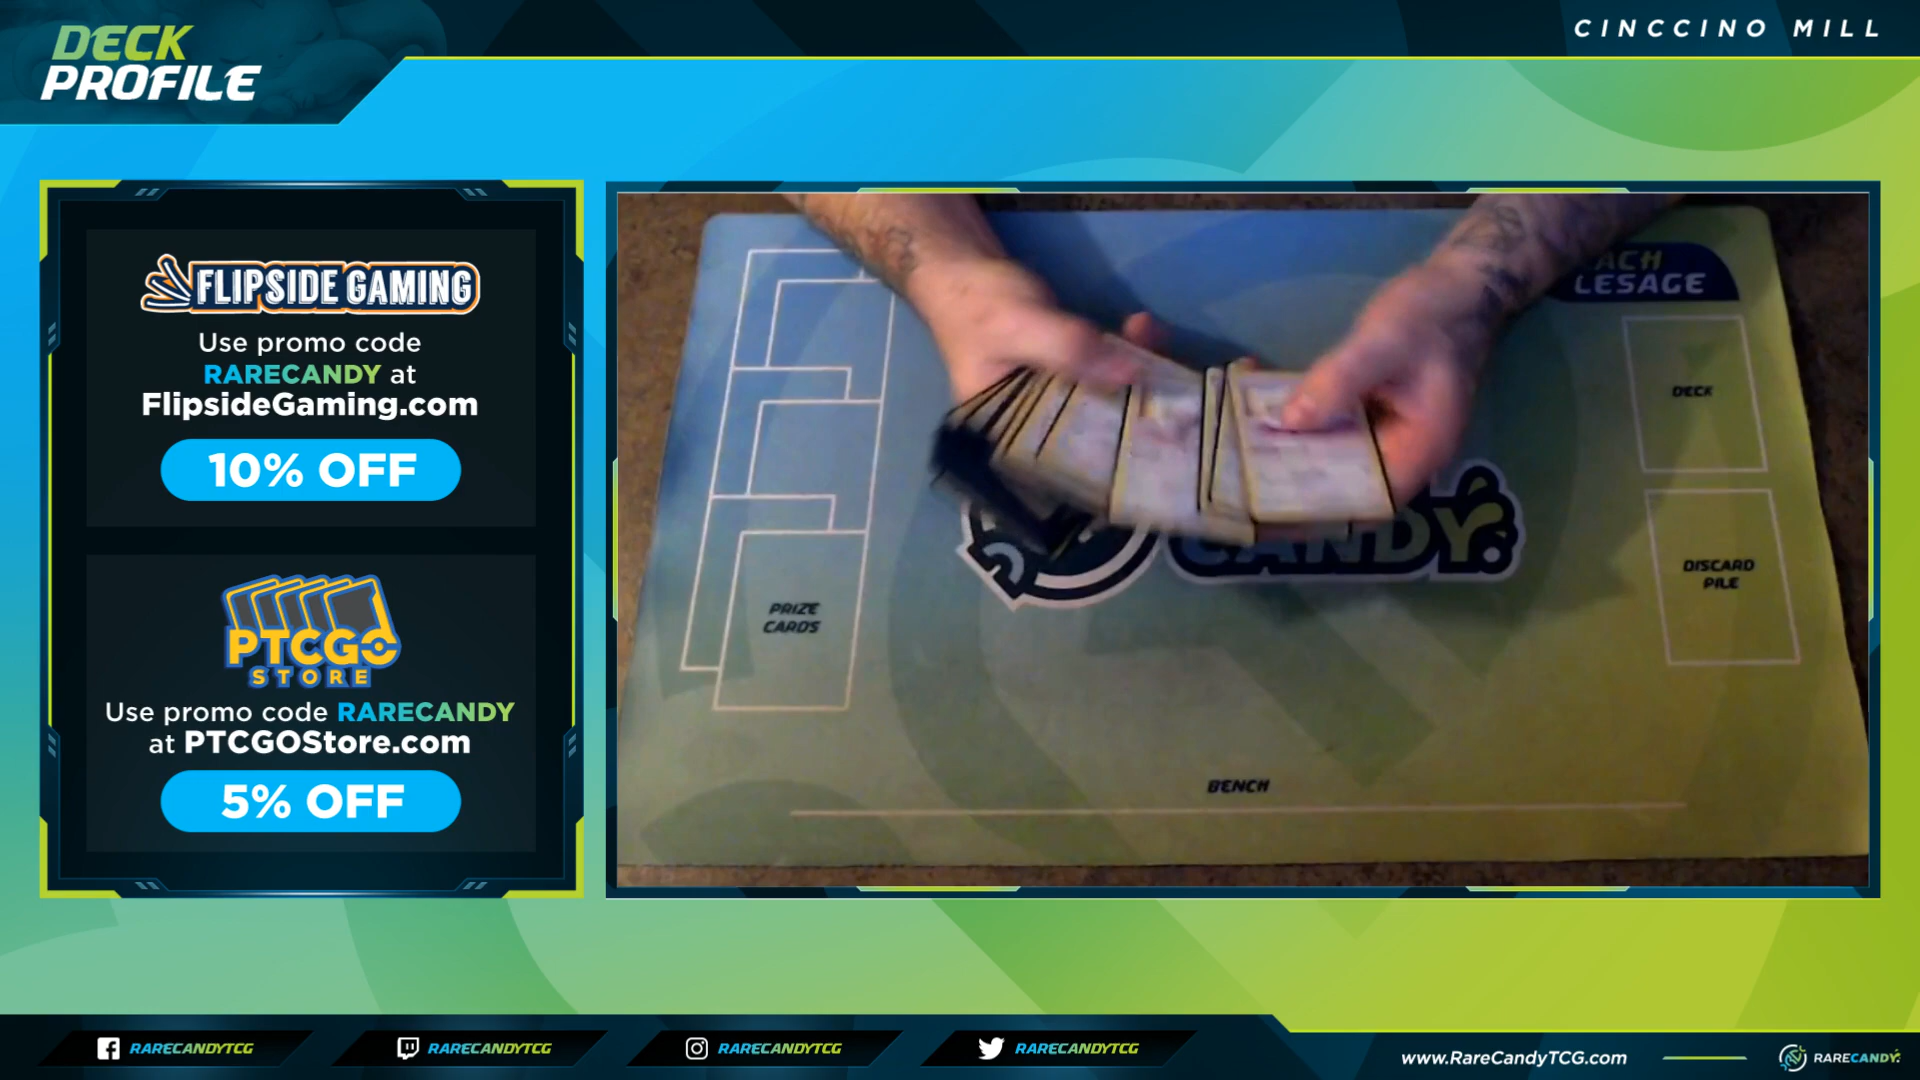 DECK
PROFILE
CINCCINO MILL
FLIPSIDE GAMING
Use promo code
RARECANDY at
FlipsideGaming.com
10% OFF
PTCGO
STORE
Use promo code RARECANDY
at PTCGOStore.com
5% OFF
ACH
LESAGE
DECK
CANDY
DISCARD
PILE
PRIZE
CARDS
BENCH
RARECANDYTCG
RARECANDYTCG
RARECANDYTCG
RARECANDYTCG
www.RareCandyTCG.com
RARECANDY